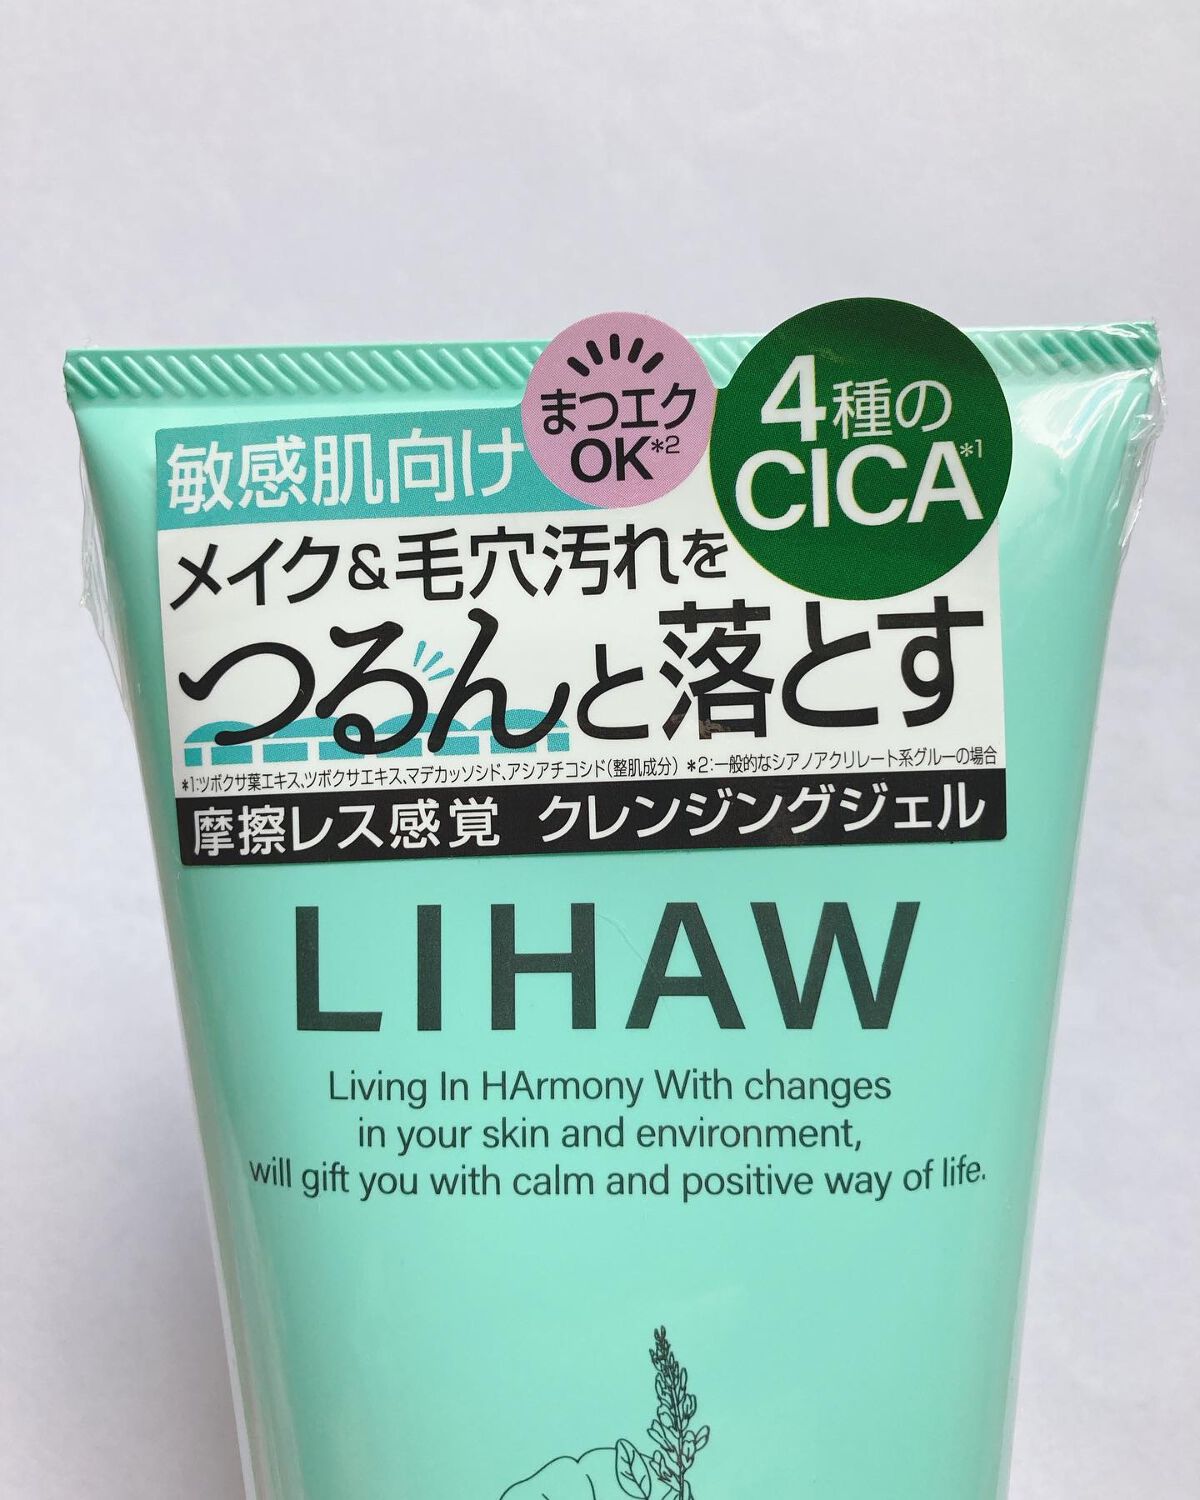 まつエク
OK*2
4種の
CICA*1
敏感肌向け
メイク&毛穴汚れを
つるんと落とす
*1:ツボクサ葉エキス、ツボクサエキス、マデカッソシド、アシアチコシド(整肌成分) *2:一般的なシアノアクリレート系グルーの場合
摩擦レス感覚 クレンジングジェル
LIHAW
Living In HArmony With changes
in your skin and environment,
will gift you with calm and positive way of life.